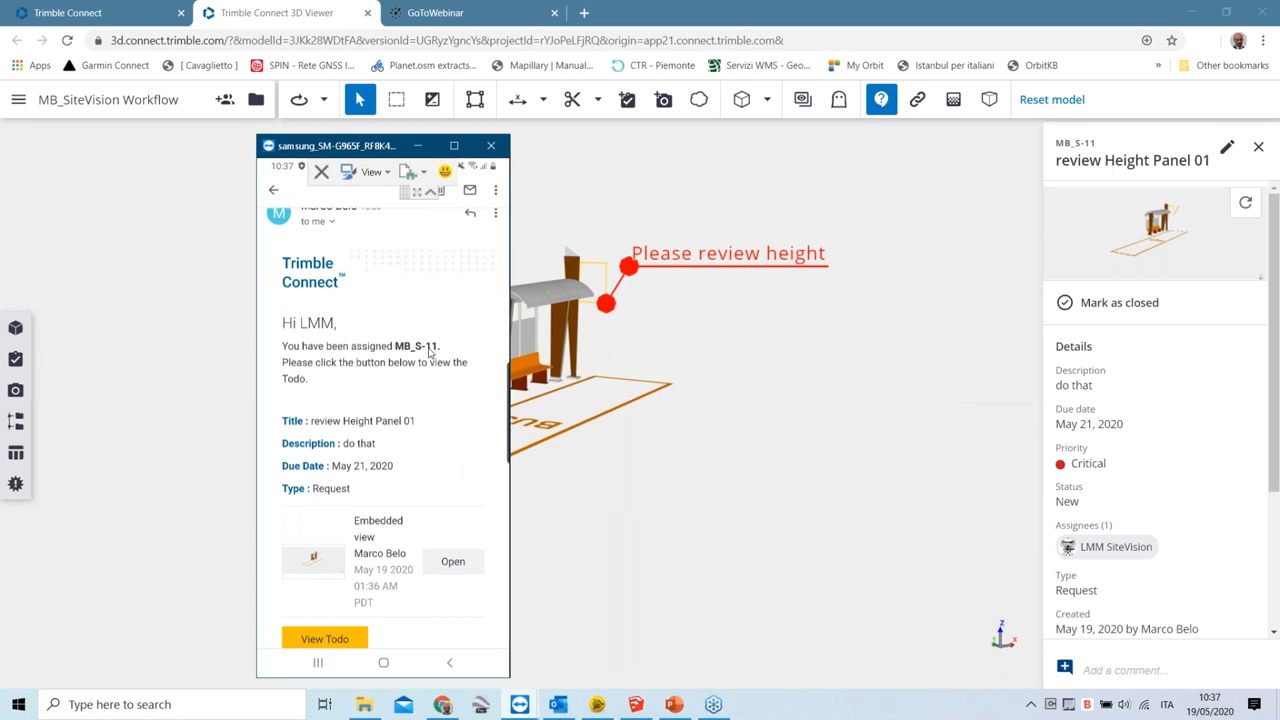 Trimble Connect
Trimble Connect 3D Viewer
GoToWebinar
3d.connect.trimble.com/?&modelId=3JKk28WDtFA&versionId=UGRyzYgncYs&projectId=rYJoPeLFjRQ&origin=app21.connect.trimble.com&
Apps
Garmin Connect
[ Cavaglietto ]
SPIN - Rete GNSS I...
Planet.osm extracts...
Mapillary | Manual...
CTR - Piemonte
Servizi WMS - Geo...
My Orbit
Istanbul per italiani
OrbitKB
»
Other bookmarks
MB_SiteVision Workflow
Reset model
samsung_SM-G965F_RF8K4...
10:37
View
to me
Trimble
Connect™
Hi LMM,
You have been assigned MB_S-11.
Please click the button below to view the
Todo.
Title : review Height Panel 01
Description : do that
Due Date : May 21, 2020
Type : Request
Embedded
view
Marco Belo
May 19 2020
01:36 AM
PDT
Open
View Todo
Please review height
MB_S-11
review Height Panel 01
Mark as closed
Details
Description
do that
Due date
May 21, 2020
Priority
Critical
Status
New
Assignees (1)
LMM SiteVision
Type
Request
Created
May 19, 2020 by Marco Belo
Add a comment...
Z
X
Type here to search
ITA
10:37
19/05/2020